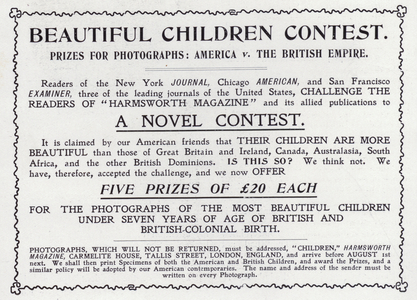 BEAUTIFUL CHILDREN CONTEST.
PRIZES FOR PHOTOGRAPHS: AMERICA v. THE BRITISH EMPIRE.
Readers of the New York JOURNAL, Chicago AMERICAN, and San Francisco
EXAMINER, three of the leading journals of the United States, CHALLENGE THE
READERS OF "HARMSWORTH MAGAZINE" and its allied publications to
A NOVEL CONTEST.
It is claimed by our American friends that THEIR CHILDREN ARE MORE
BEAUTIFUL than those of Great Britain and Ireland, Canada, Australasia, South
Africa, and the other British Dominions. IS THIS SO? We think not. We
have, therefore, accepted the challenge, and we now OFFER
FIVE PRIZES OF £20 EACH
FOR THE PHOTOGRAPHS OF THE MOST BEAUTIFUL CHILDREN
UNDER SEVEN YEARS OF AGE OF BRITISH AND
BRITISH-COLONIAL BIRTH.
PHOTOGRAPHS, WHICH WILL NOT BE RETURNED, must be addressed, "CHILDREN," HARMSWORTH
MAGAZINE, CARMELITE HOUSE, TALLIS STREET, LONDON, ENGLAND, and arrive before AUGUST 1st
next. We shall then print Specimens of both the American and British Children, and award the Prizes, and a
similar policy will be adopted by our American contemporaries. The name and address of the sender must be
written on every Photograph.